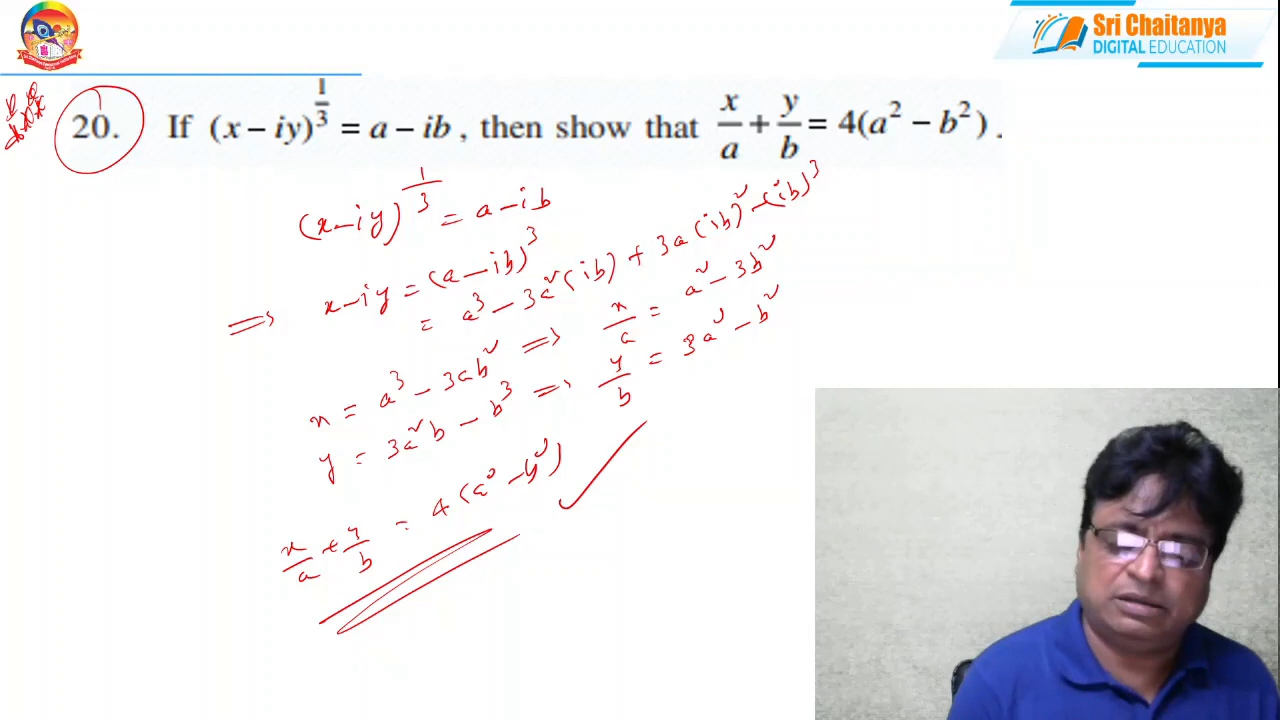 Sri Chaitanya
DIGITAL EDUCATION
20. If (x − iy)^{1/3} = a − ib, then show that x/a + y/b = 4(a² − b²).
(x−iy)^{1/3} = a−ib
⇒ x−iy = (a−ib)³
= a³ − 3a²(ib) + 3a(ib)² − (ib)³
x = a³ − 3ab² ⇒ x/a = a² − 3b²
y = 3a²b − b³ ⇒ y/b = 3a² − b²
x/a + y/b = 4(a² − b²)